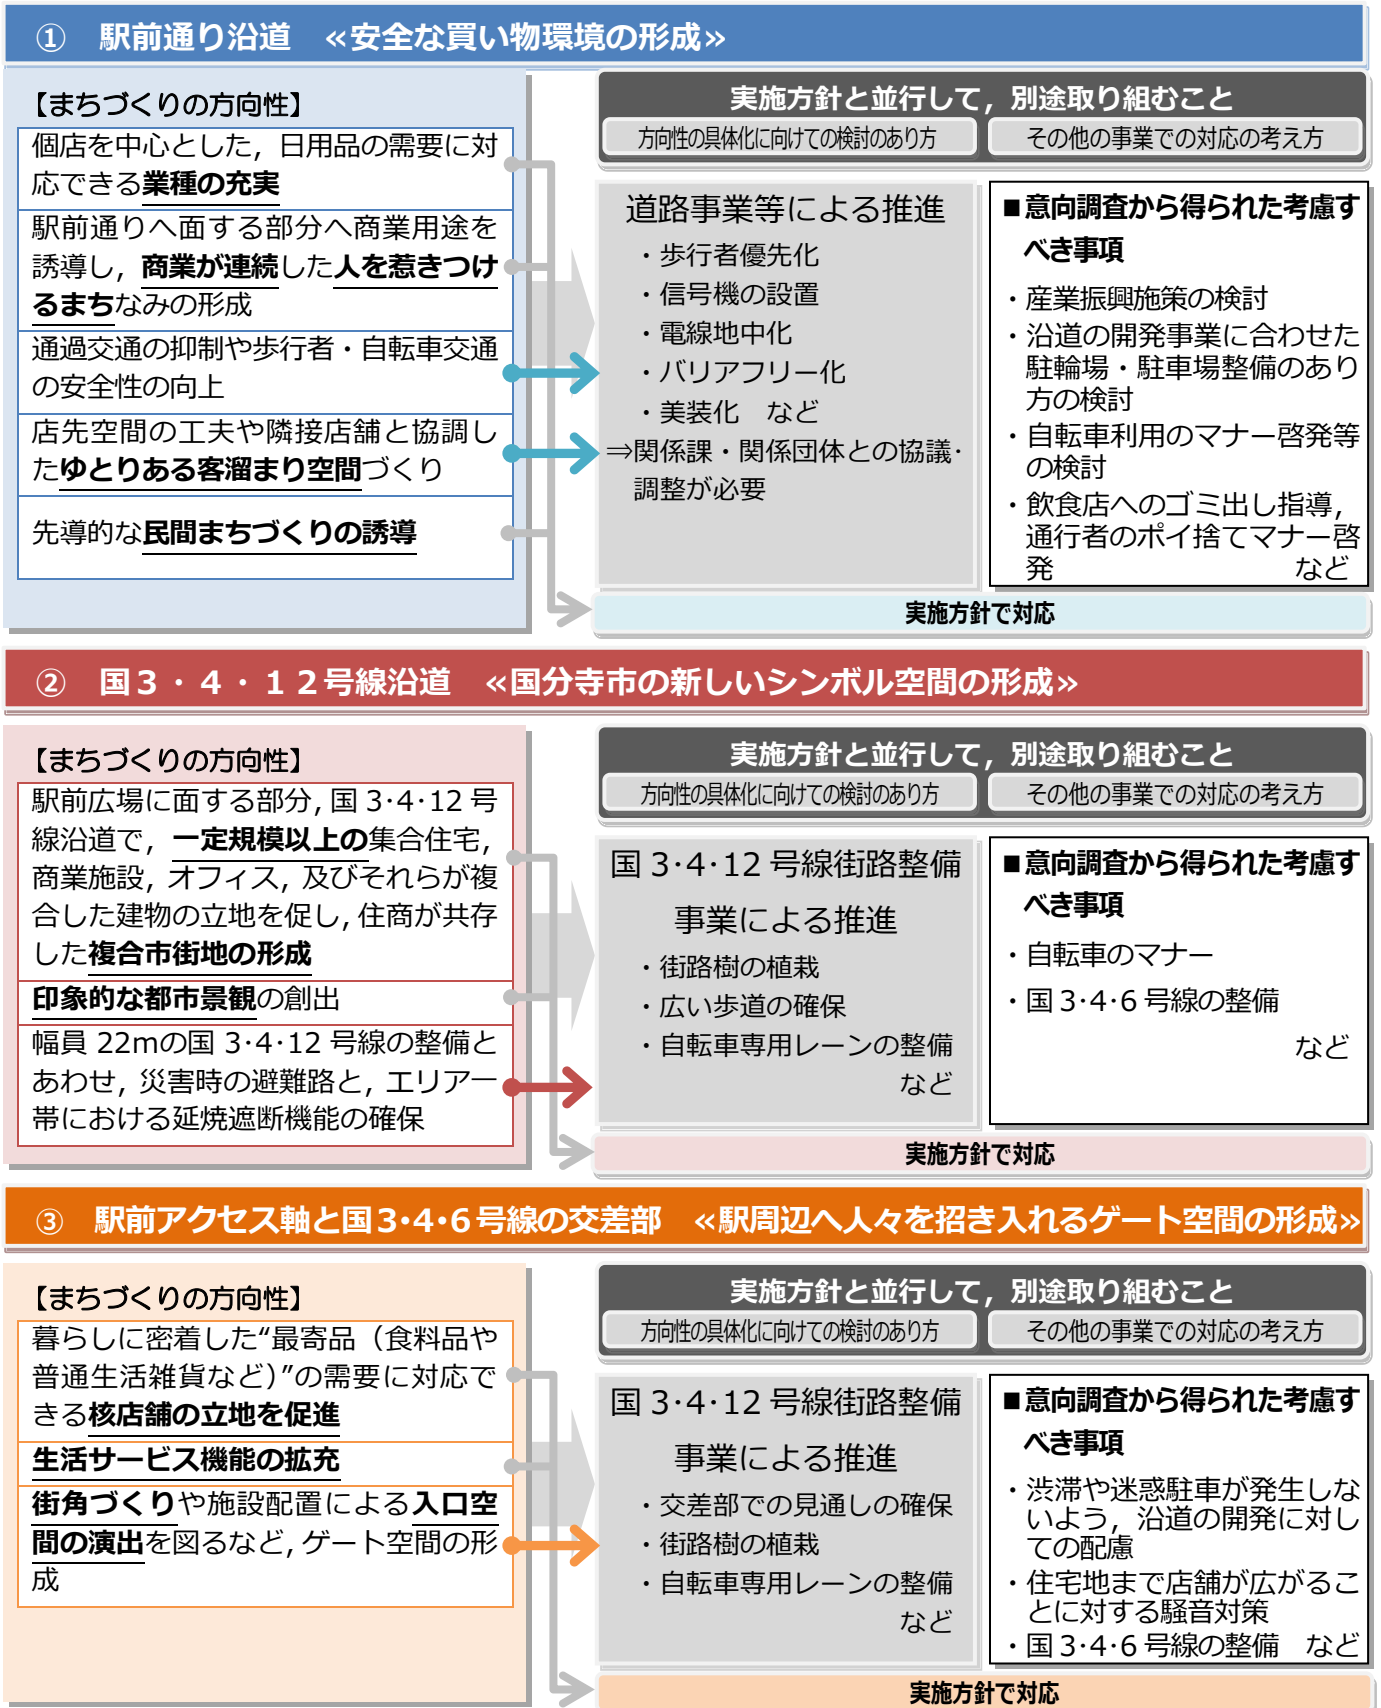 ① 駅前通り沿道 ≪安全な買い物環境の形成≫
【まちづくりの方向性】
個店を中心とした，日用品の需要に対
応できる業種の充実
駅前通りへ面する部分へ商業用途を
誘導し，商業が連続した人を惹きつけ
るまちなみの形成
通過交通の抑制や歩行者・自転車交通
の安全性の向上
店先空間の工夫や隣接店舗と協調し
たゆとりある客溜まり空間づくり
先導的な民間まちづくりの誘導
実施方針と並行して，別途取り組むこと
方向性の具体化に向けての検討のあり方
その他の事業での対応の考え方
道路事業等による推進
・歩行者優先化
・信号機の設置
・電線地中化
・バリアフリー化
・美装化 など
⇒関係課・関係団体との協議・
調整が必要
■意向調査から得られた考慮す
べき事項
・産業振興施策の検討
・沿道の開発事業に合わせた
駐輪場・駐車場整備のあり
方の検討
・自転車利用のマナー啓発等
の検討
・飲食店へのゴミ出し指導，
通行者のポイ捨てマナー啓
発 など
実施方針で対応
② 国３・４・１２号線沿道 ≪国分寺市の新しいシンボル空間の形成≫
【まちづくりの方向性】
駅前広場に面する部分，国 3･4･12 号
線沿道で，一定規模以上の集合住宅，
商業施設，オフィス，及びそれらが複
合した建物の立地を促し，住商が共存
した複合市街地の形成
印象的な都市景観の創出
幅員 22mの国 3･4･12 号線の整備と
あわせ，災害時の避難路と，エリア一
帯における延焼遮断機能の確保
実施方針と並行して，別途取り組むこと
方向性の具体化に向けての検討のあり方
その他の事業での対応の考え方
国 3･4･12 号線街路整備
事業による推進
・街路樹の植栽
・広い歩道の確保
・自転車専用レーンの整備
など
■意向調査から得られた考慮す
べき事項
・自転車のマナー
・国 3･4･6 号線の整備
など
実施方針で対応
③ 駅前アクセス軸と国3･4･6号線の交差部 ≪駅周辺へ人々を招き入れるゲート空間の形成≫
【まちづくりの方向性】
暮らしに密着した“最寄品（食料品や
普通生活雑貨など）”の需要に対応で
きる核店舗の立地を促進
生活サービス機能の拡充
街角づくりや施設配置による入口空
間の演出を図るなど，ゲート空間の形
成
実施方針と並行して，別途取り組むこと
方向性の具体化に向けての検討のあり方
その他の事業での対応の考え方
国 3･4･12 号線街路整備
事業による推進
・交差部での見通しの確保
・街路樹の植栽
・自転車専用レーンの整備
など
■意向調査から得られた考慮す
べき事項
・渋滞や迷惑駐車が発生しな
いよう，沿道の開発に対し
ての配慮
・住宅地まで店舗が広がるこ
とに対する騒音対策
・国 3･4･6 号線の整備 など
実施方針で対応